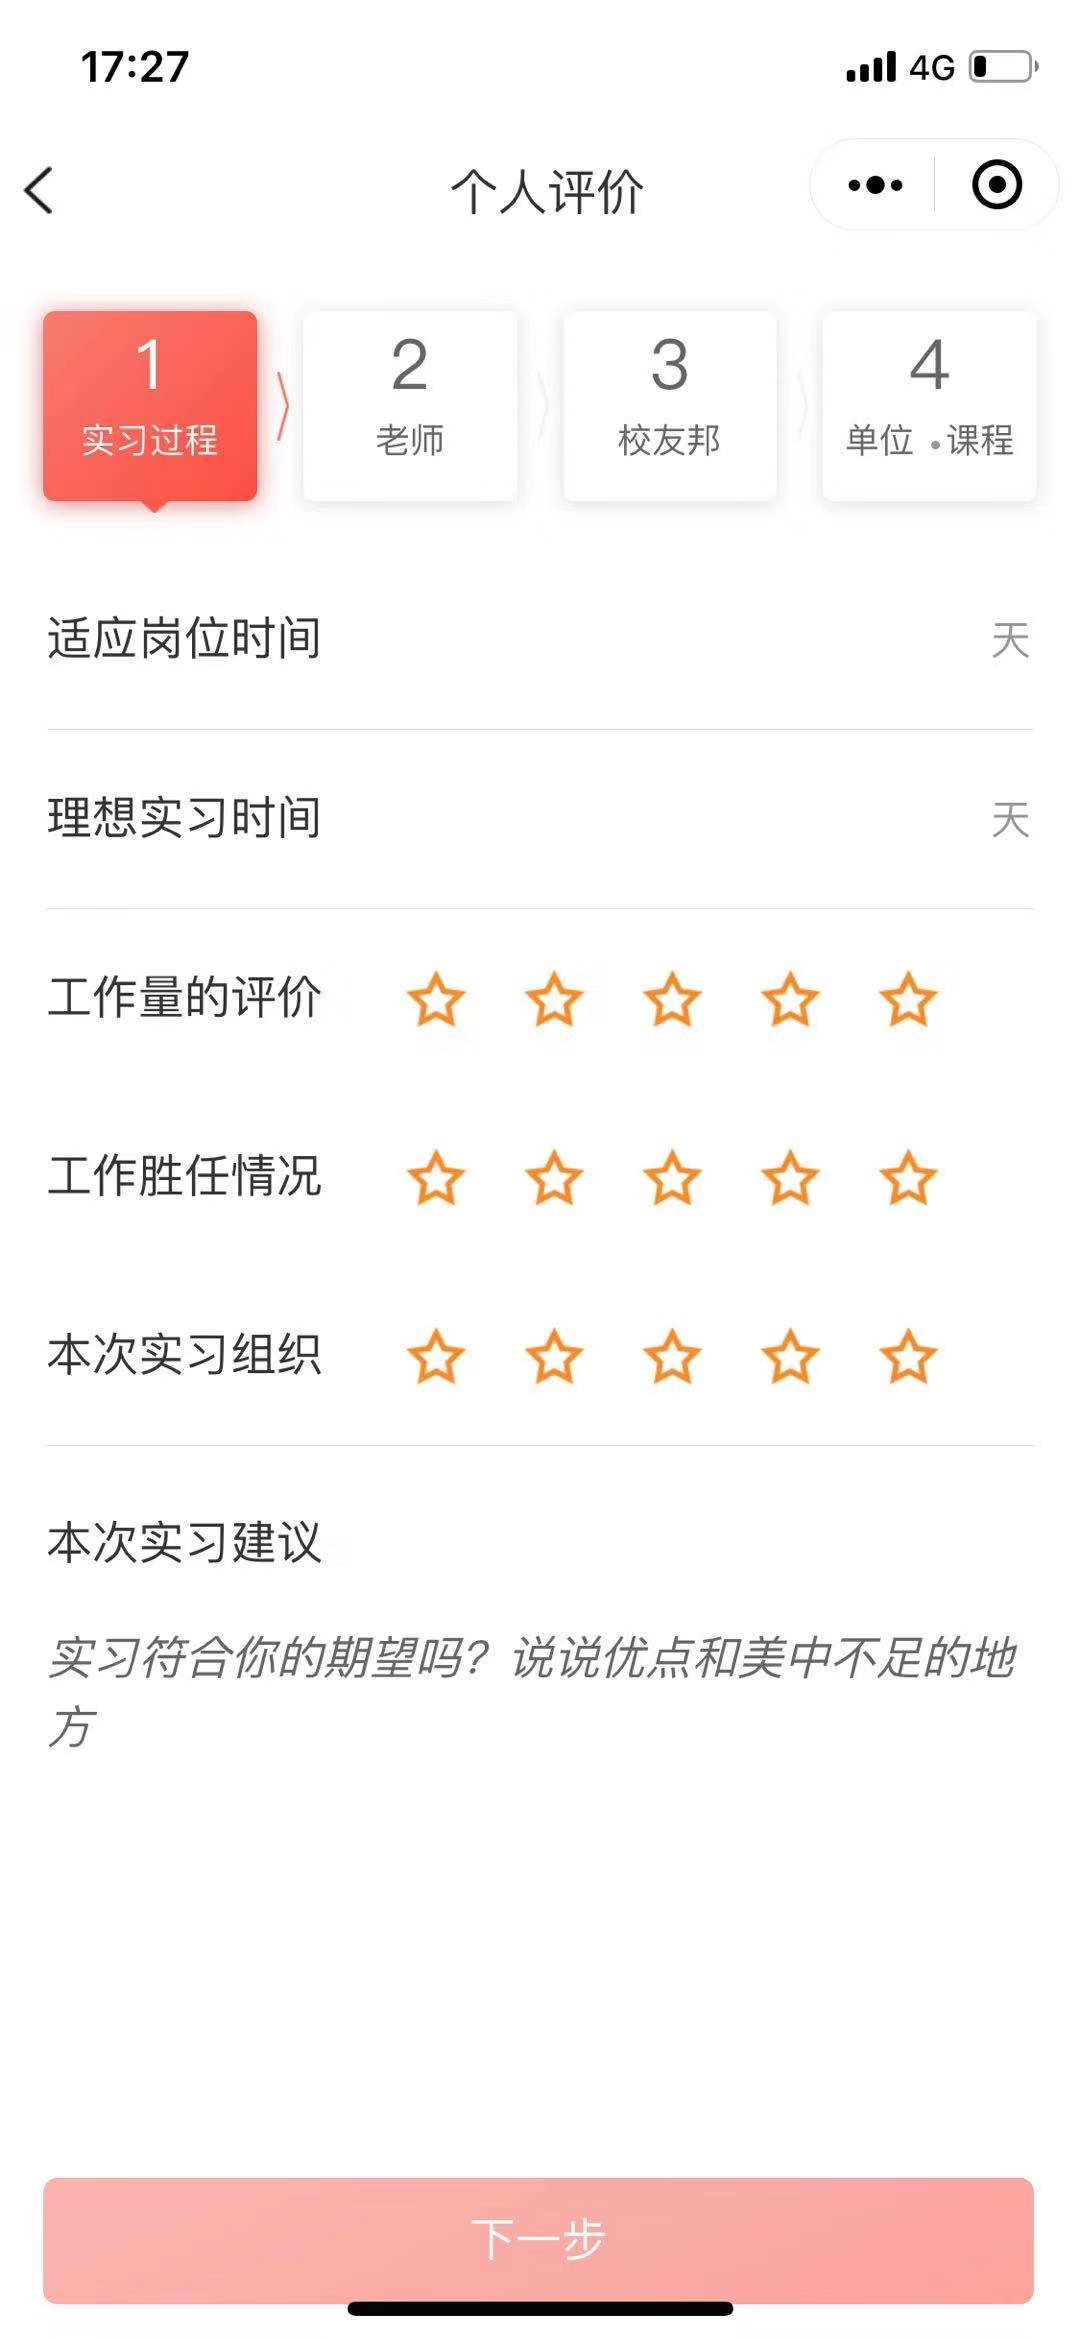 17:27
4G
个人评价
1
实习过程
2
老师
3
校友邦
4
单位 •课程
适应岗位时间
天
理想实习时间
天
工作量的评价
工作胜任情况
本次实习组织
本次实习建议
实习符合你的期望吗？说说优点和美中不足的地
方
下一步